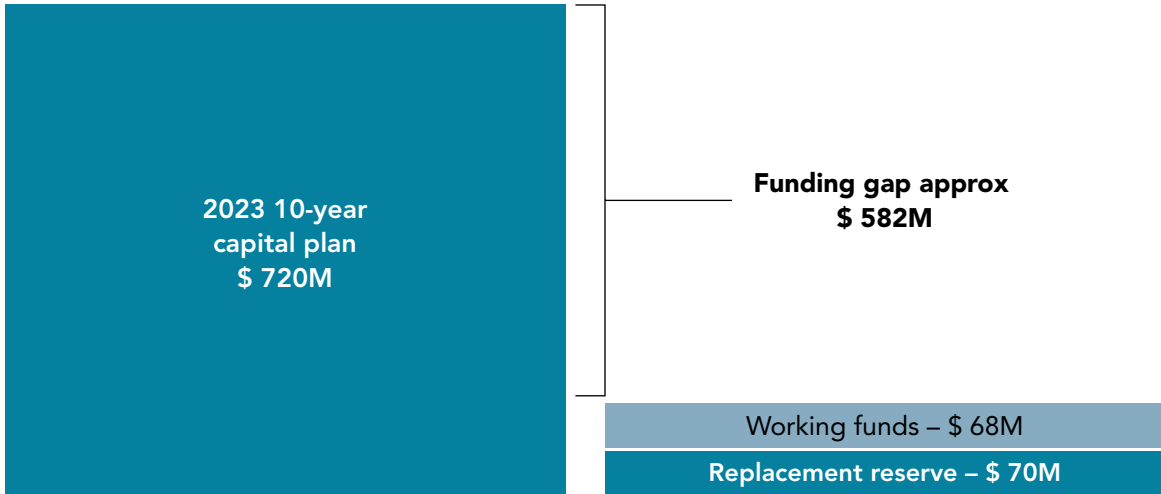 2023 10-year
capital plan
$ 720M
Funding gap approx
$ 582M
Working funds – $ 68M
Replacement reserve – $ 70M